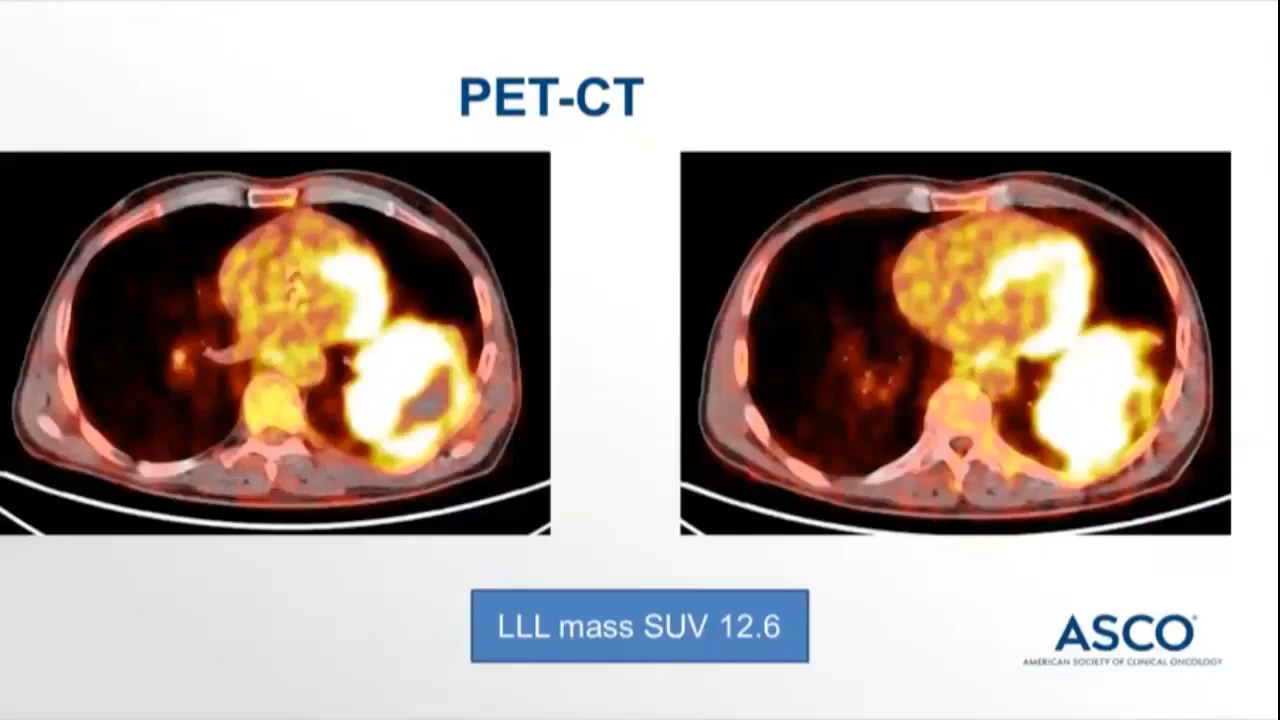 PET-CT
LLL mass SUV 12.6
ASCO®
AMERICAN SOCIETY OF CLINICAL ONCOLOGY